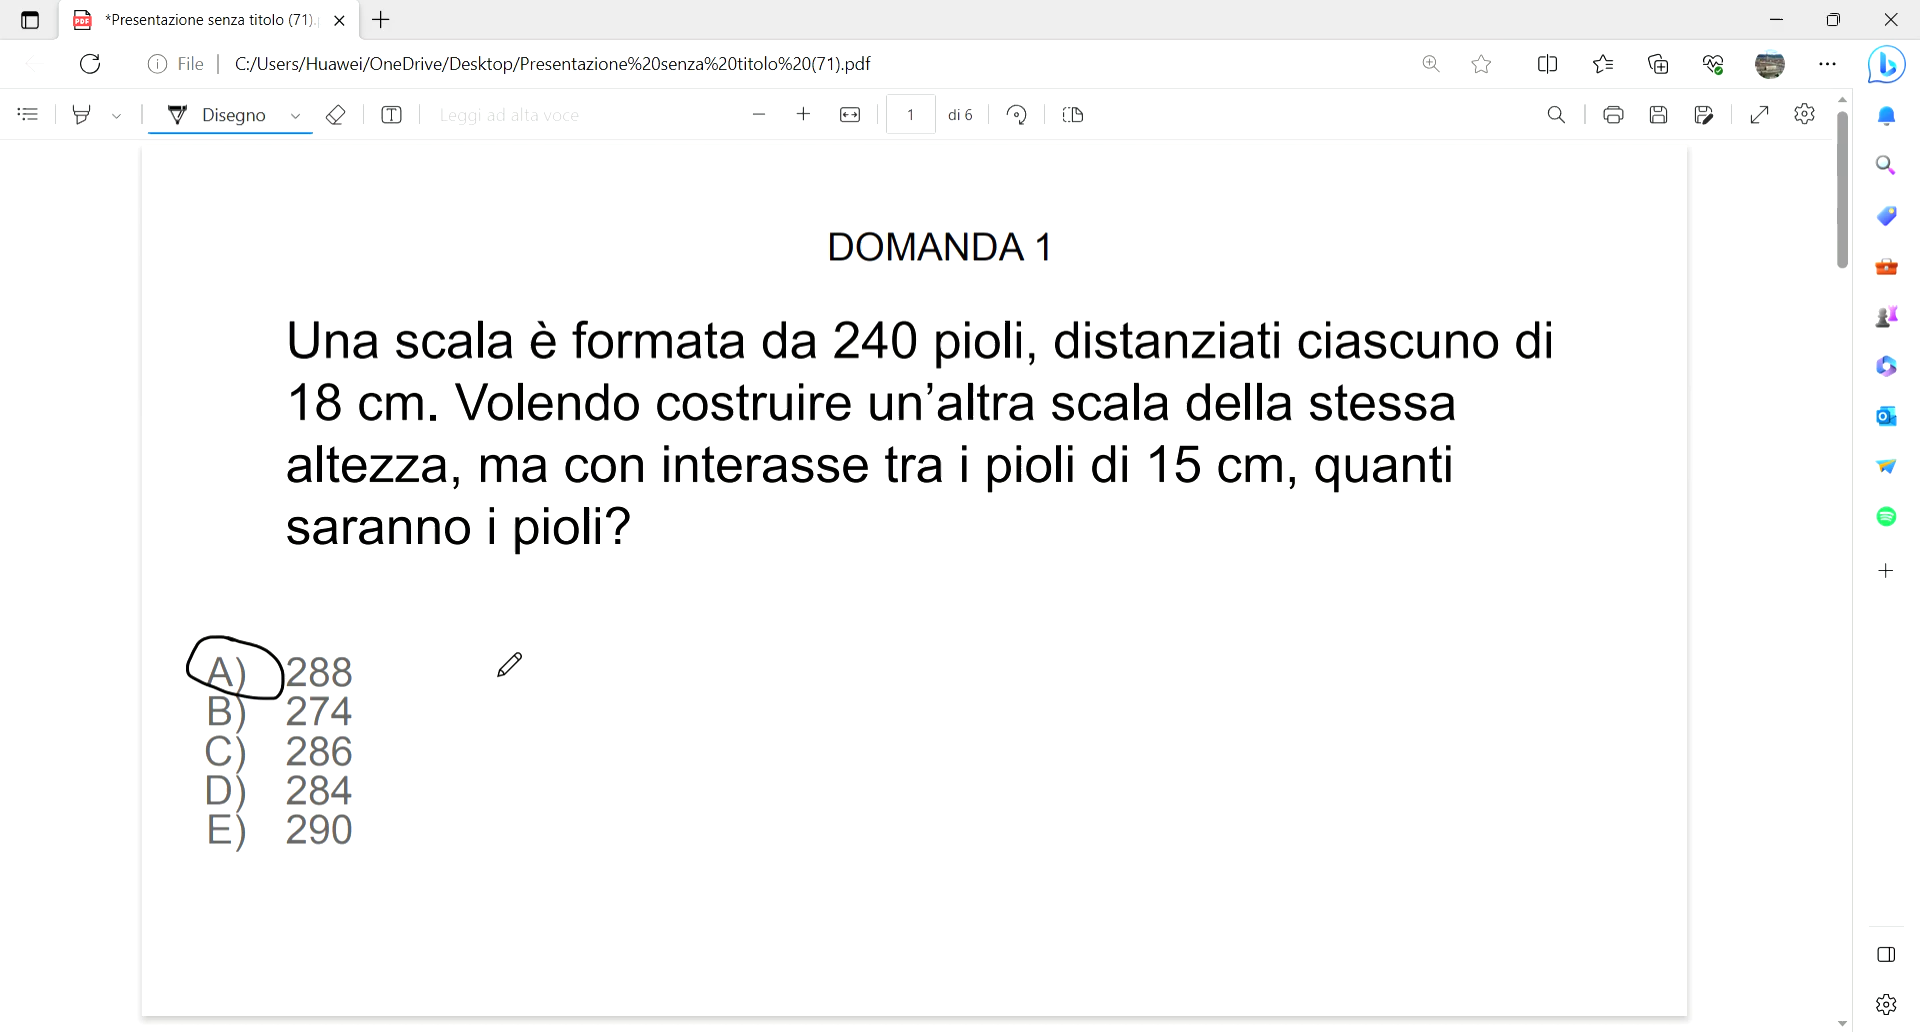 *Presentazione senza titolo (71).
File
C:/Users/Huawei/OneDrive/Desktop/Presentazione%20senza%20titolo%20(71).pdf
Disegno
Leggi ad alta voce
1
di 6
DOMANDA 1
Una scala è formata da 240 pioli, distanziati ciascuno di
18 cm. Volendo costruire un’altra scala della stessa
altezza, ma con interasse tra i pioli di 15 cm, quanti
saranno i pioli?
A) 288
B) 274
C) 286
D) 284
E) 290